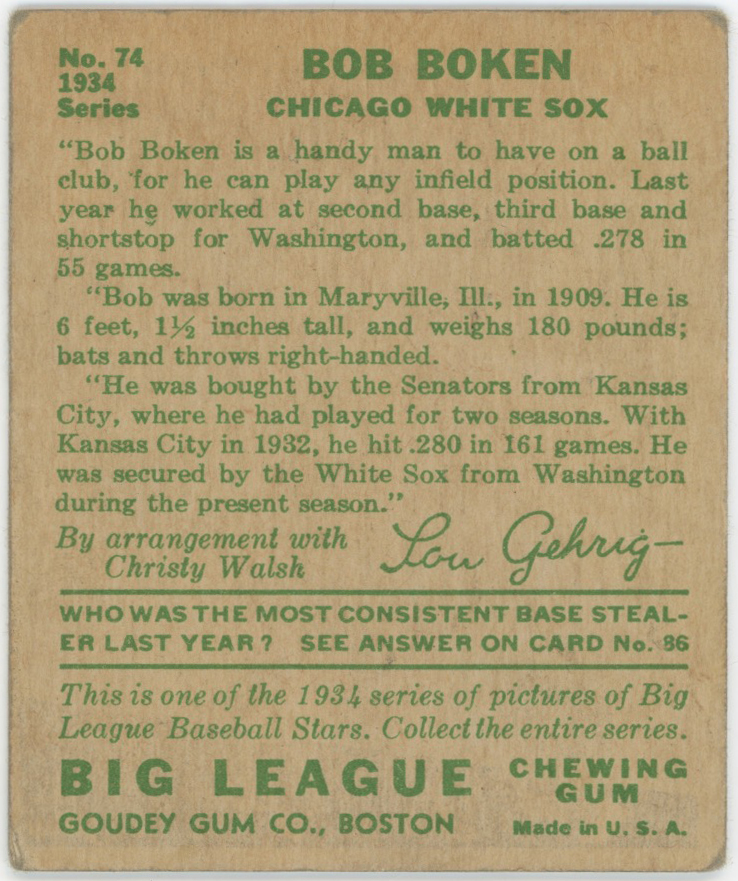 No. 74
1934
Series
BOB BOKEN
CHICAGO WHITE SOX
"Bob Boken is a handy man to have on a ball
club, for he can play any infield position. Last
year he worked at second base, third base and
shortstop for Washington, and batted .278 in
55 games.
"Bob was born in Maryville, Ill., in 1909. He is
6 feet, 1½ inches tall, and weighs 180 pounds;
bats and throws right-handed.
"He was bought by the Senators from Kansas
City, where he had played for two seasons. With
Kansas City in 1932, he hit .280 in 161 games. He
was secured by the White Sox from Washington
during the present season."
By arrangement with
Christy Walsh
Lou Gehrig
WHO WAS THE MOST CONSISTENT BASE STEAL-
ER LAST YEAR? SEE ANSWER ON CARD No. 86
This is one of the 1934 series of pictures of Big
League Baseball Stars. Collect the entire series.
BIG LEAGUE
CHEWING
GUM
GOUDEY GUM CO., BOSTON
Made in U. S. A.